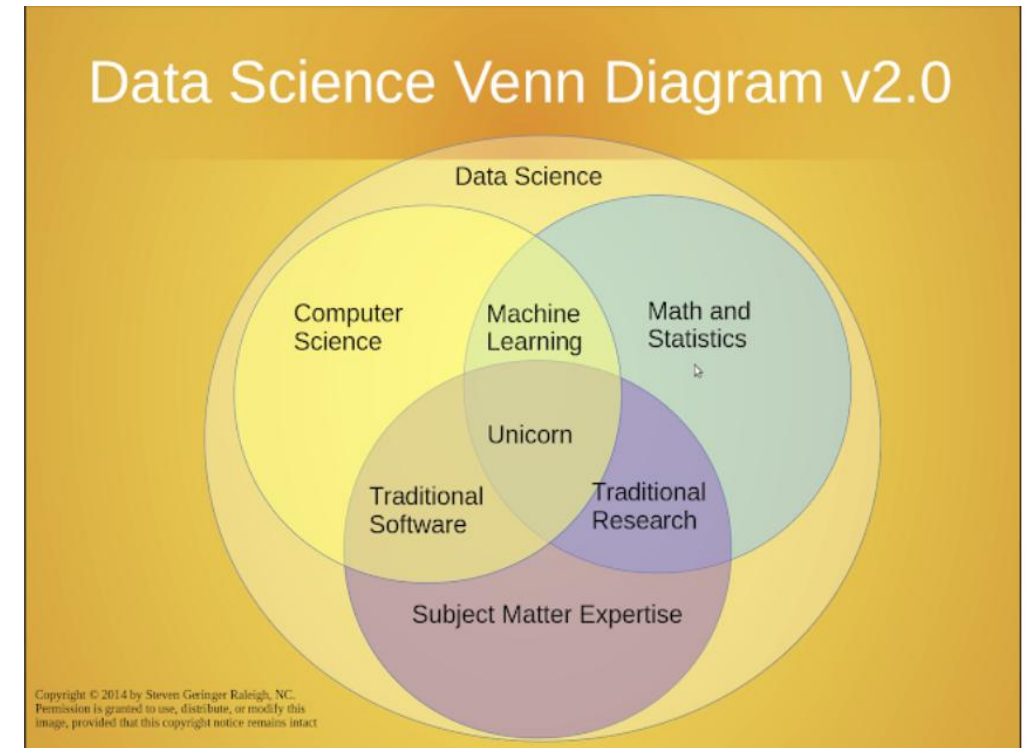 Data Science Venn Diagram v2.0
Data Science
Computer
Science
Machine
Learning
Math and
Statistics
Unicorn
Traditional
Software
Traditional
Research
Subject Matter Expertise
Copyright © 2014 by Steven Geringer Raleigh, NC.
Permission is granted to use, distribute, or modify this
image, provided that this copyright notice remains intact